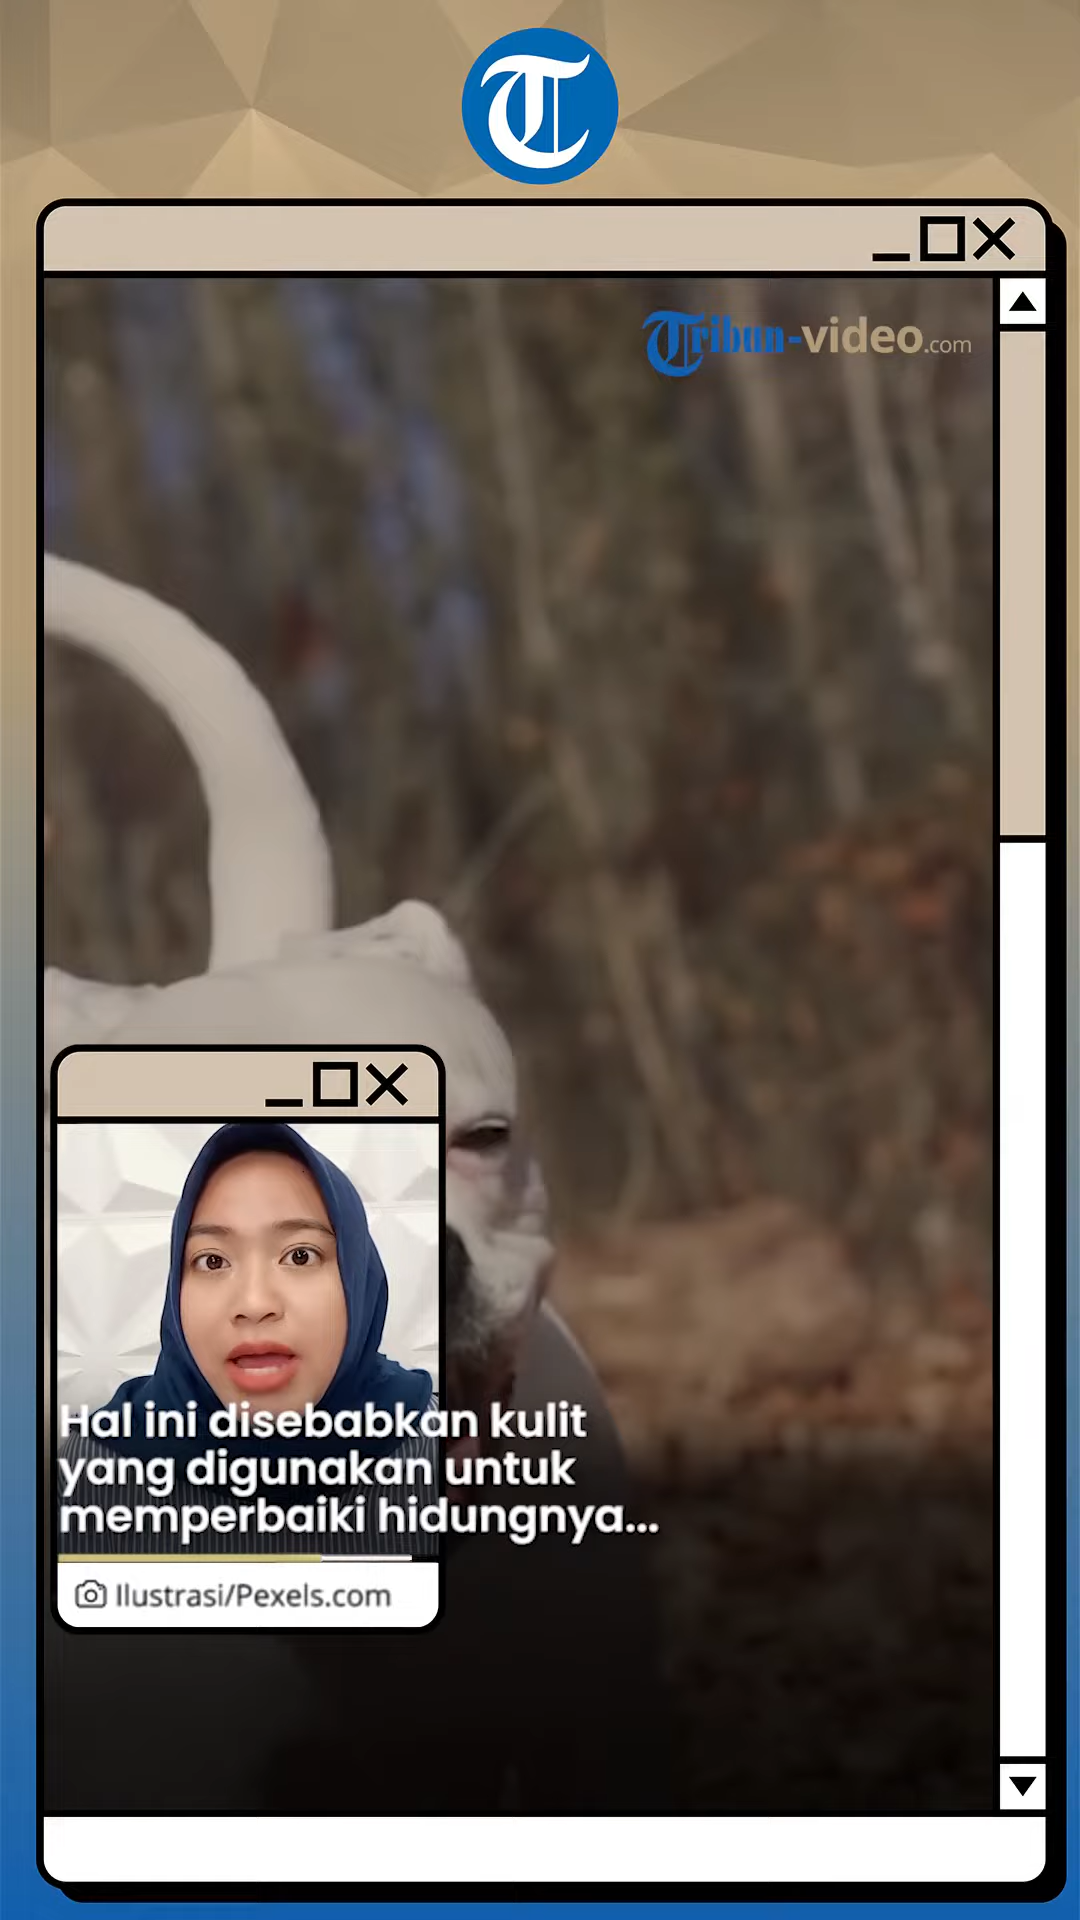 T
Tribun-video.com
Hal ini disebabkan kulit
yang digunakan untuk
memperbaiki hidungnya...
Ilustrasi/Pexels.com